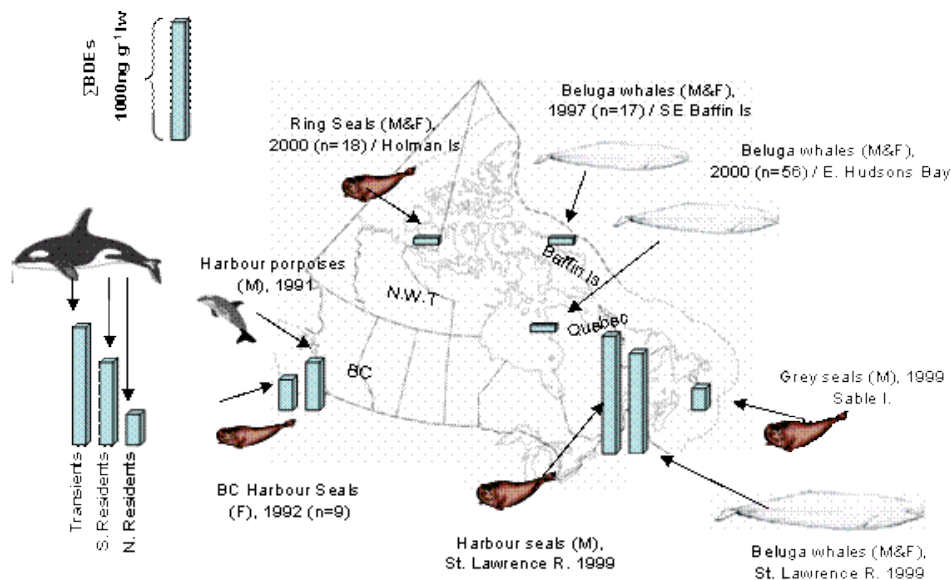 ∑BDEs
1000ng g⁻¹lw
Beluga whales (M&F),
1997 (n=17) / SE Baffin Is
Ring Seals (M&F),
2000 (n=18) / Holman Is
Beluga whales (M&F),
2000 (n=56) / E. Hudsons Bay
Harbour porpoises
(M), 1991
Baffin Is
N.W.T
Quebec
BC
Grey seals (M), 1999
Sable I.
Transients
S. Residents
N. Residents
BC Harbour Seals
(F), 1992 (n=9)
Harbour seals (M),
St. Lawrence R. 1999
Beluga whales (M&F),
St. Lawrence R. 1999